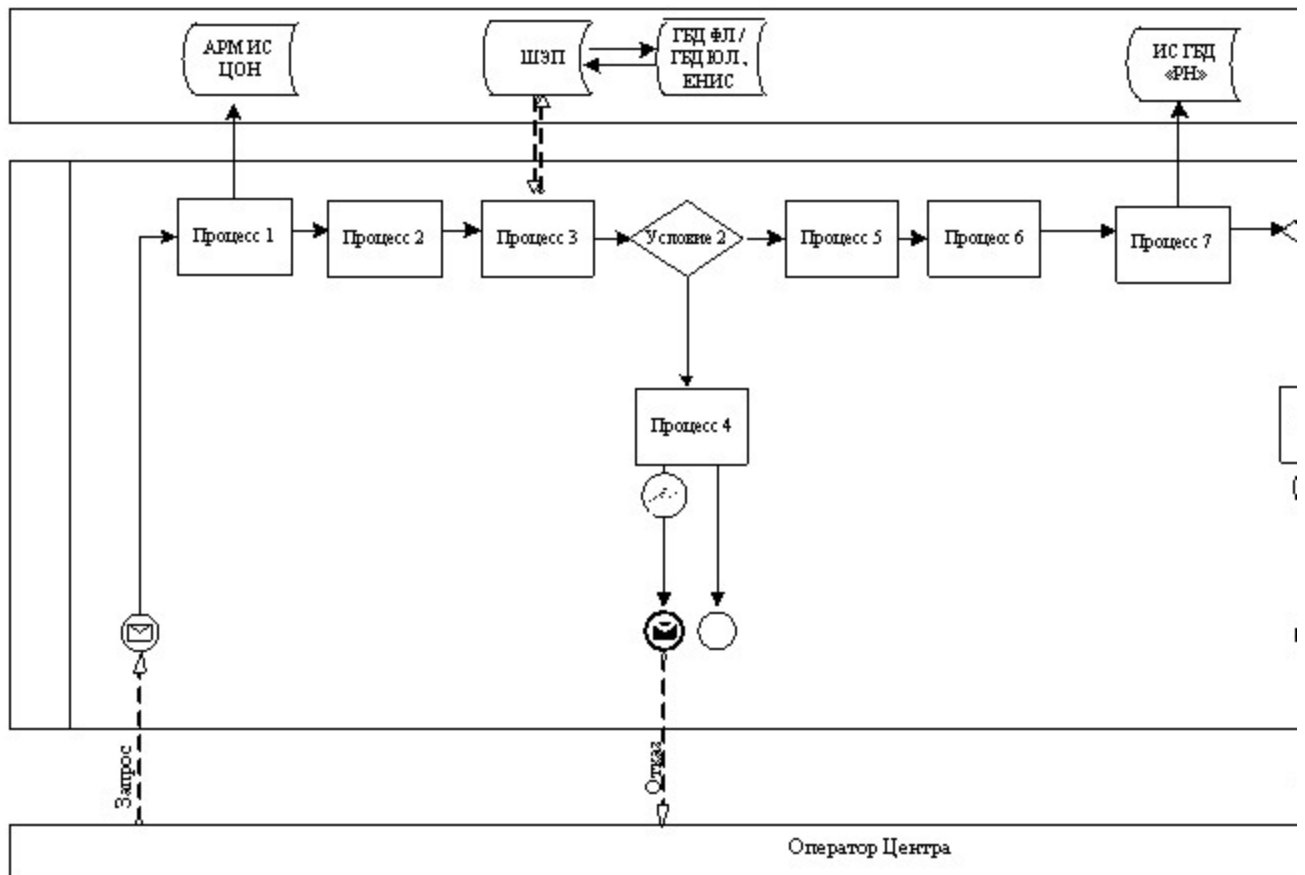 АРМ ИС
ЦОН
ШЭП
ГБД ФЛ /
ГБД ЮЛ ,
ЕНИС
ИС ГБД
«РН»
Процесс 1
Процесс 2
Процесс 3
Условие 2
Процесс 5
Процесс 6
Процесс 7
Процесс 4
Запрос
Отказ
Оператор Центра